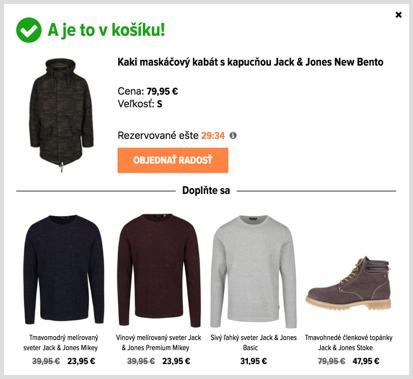 A je to v košíku!
Kaki maskáčový kabát s kapucňou Jack & Jones New Bento
Cena: 79,95 €
Veľkosť: S
Rezervované ešte 29:34
OBJEDNAŤ RADOSŤ
Doplňte sa
Tmavomodrý melírovaný
sveter Jack & Jones Mikey
39,95 € 23,95 €
Vínový melírovaný sveter Jack
& Jones Premium Mikey
39,95 € 23,95 €
Sivý ľahký sveter Jack & Jones
Basic
31,95 €
Tmavohnedé členkové topánky
Jack & Jones Stoke
79,95 € 47,95 €